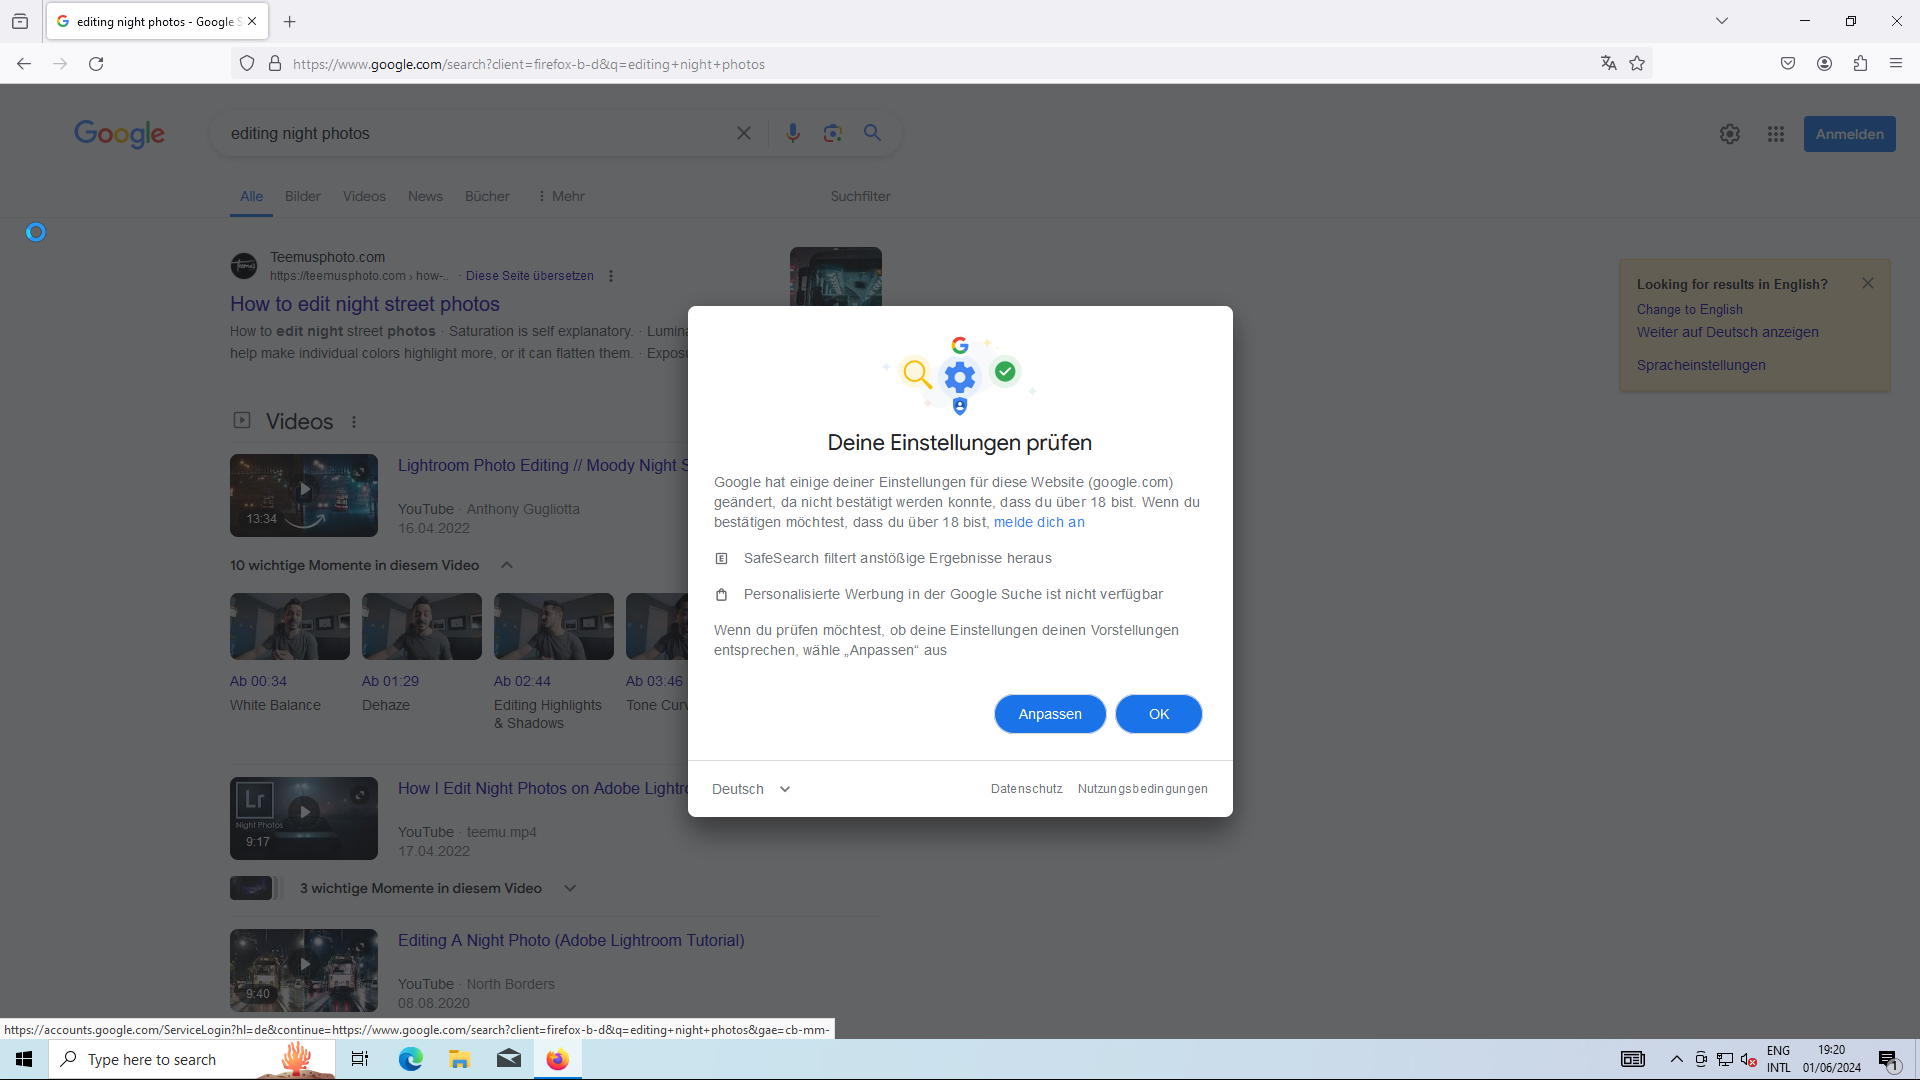 editing night photos - Google S
https://www.google.com/search?client=firefox-b-d&q=editing+night+photos
Google
editing night photos
Anmelden
Alle
Bilder
Videos
News
Bücher
Mehr
Suchfilter
Teemusphoto.com
https://teemusphoto.com › how-.. · Diese Seite übersetzen
How to edit night street photos
How to edit night street photos · Saturation is self explanatory. · Lumina
help make individual colors highlight more, or it can flatten them. · Exposu
Looking for results in English?
Change to English
Weiter auf Deutsch anzeigen
Spracheinstellungen
Videos
Lightroom Photo Editing // Moody Night S
YouTube · Anthony Gugliotta
16.04.2022
13:34
10 wichtige Momente in diesem Video
Ab 00:34
White Balance
Ab 01:29
Dehaze
Ab 02:44
Editing Highlights
& Shadows
Ab 03:46
Tone Curv
Lr
Night Photos
9:17
How I Edit Night Photos on Adobe Lightro
YouTube · teemu.mp4
17.04.2022
3 wichtige Momente in diesem Video
Editing A Night Photo (Adobe Lightroom Tutorial)
YouTube · North Borders
08.08.2020
9:40
Deine Einstellungen prüfen
Google hat einige deiner Einstellungen für diese Website (google.com)
geändert, da nicht bestätigt werden konnte, dass du über 18 bist. Wenn du
bestätigen möchtest, dass du über 18 bist, melde dich an
SafeSearch filtert anstößige Ergebnisse heraus
Personalisierte Werbung in der Google Suche ist nicht verfügbar
Wenn du prüfen möchtest, ob deine Einstellungen deinen Vorstellungen
entsprechen, wähle „Anpassen“ aus
Anpassen
OK
Deutsch
Datenschutz
Nutzungsbedingungen
https://accounts.google.com/ServiceLogin?hl=de&continue=https://www.google.com/search?client=firefox-b-d&q=editing+night+photos&gae=cb-mm-
Type here to search
ENG
INTL
19:20
01/06/2024
1